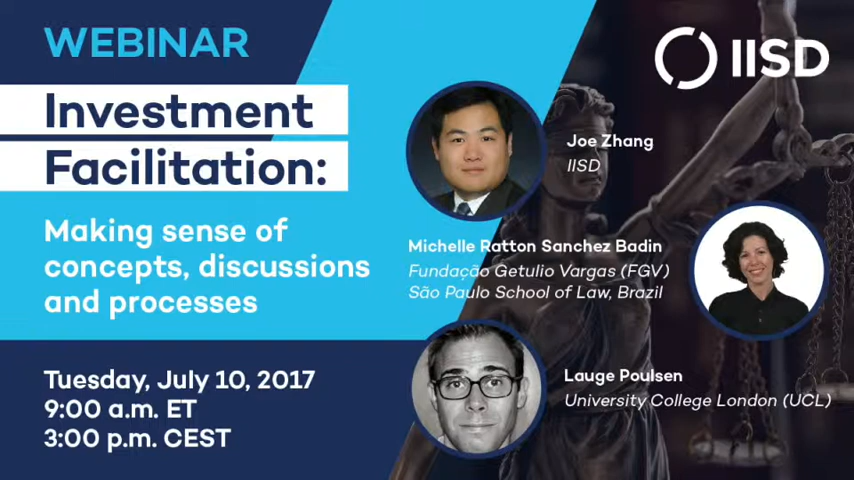 WEBINAR
Investment
Facilitation:
Making sense of
concepts, discussions
and processes
Tuesday, July 10, 2017
9:00 a.m. ET
3:00 p.m. CEST
IISD
Joe Zhang
IISD
Michelle Ratton Sanchez Badin
Fundação Getulio Vargas (FGV)
São Paulo School of Law, Brazil
Lauge Poulsen
University College London (UCL)